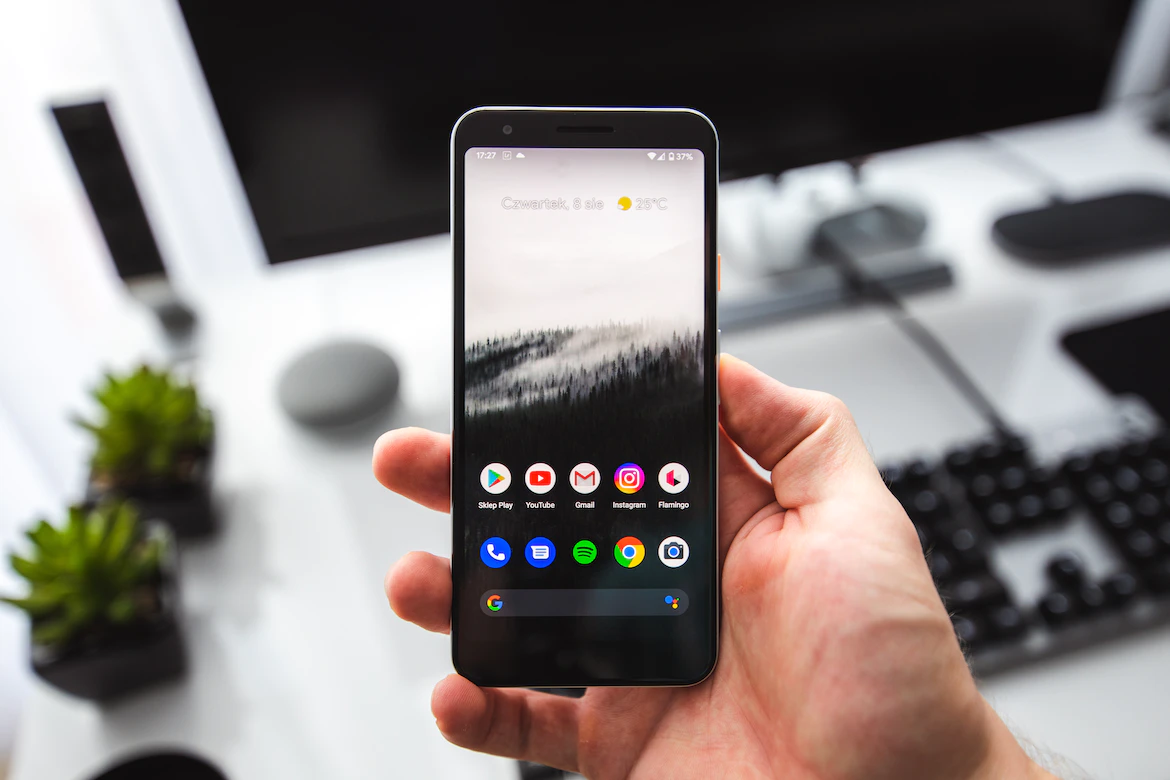 17:27 37%
Czwartek, 8 sie 25°C
Sklep Play YouTube Gmail Instagram Flamingo